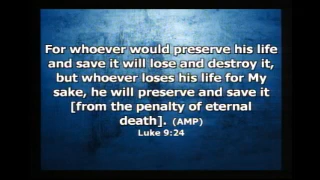 For whoever would preserve his life
and save it will lose and destroy it,
but whoever loses his life for My
sake, he will preserve and save it
[from the penalty of eternal
death]. (AMP)
Luke 9:24